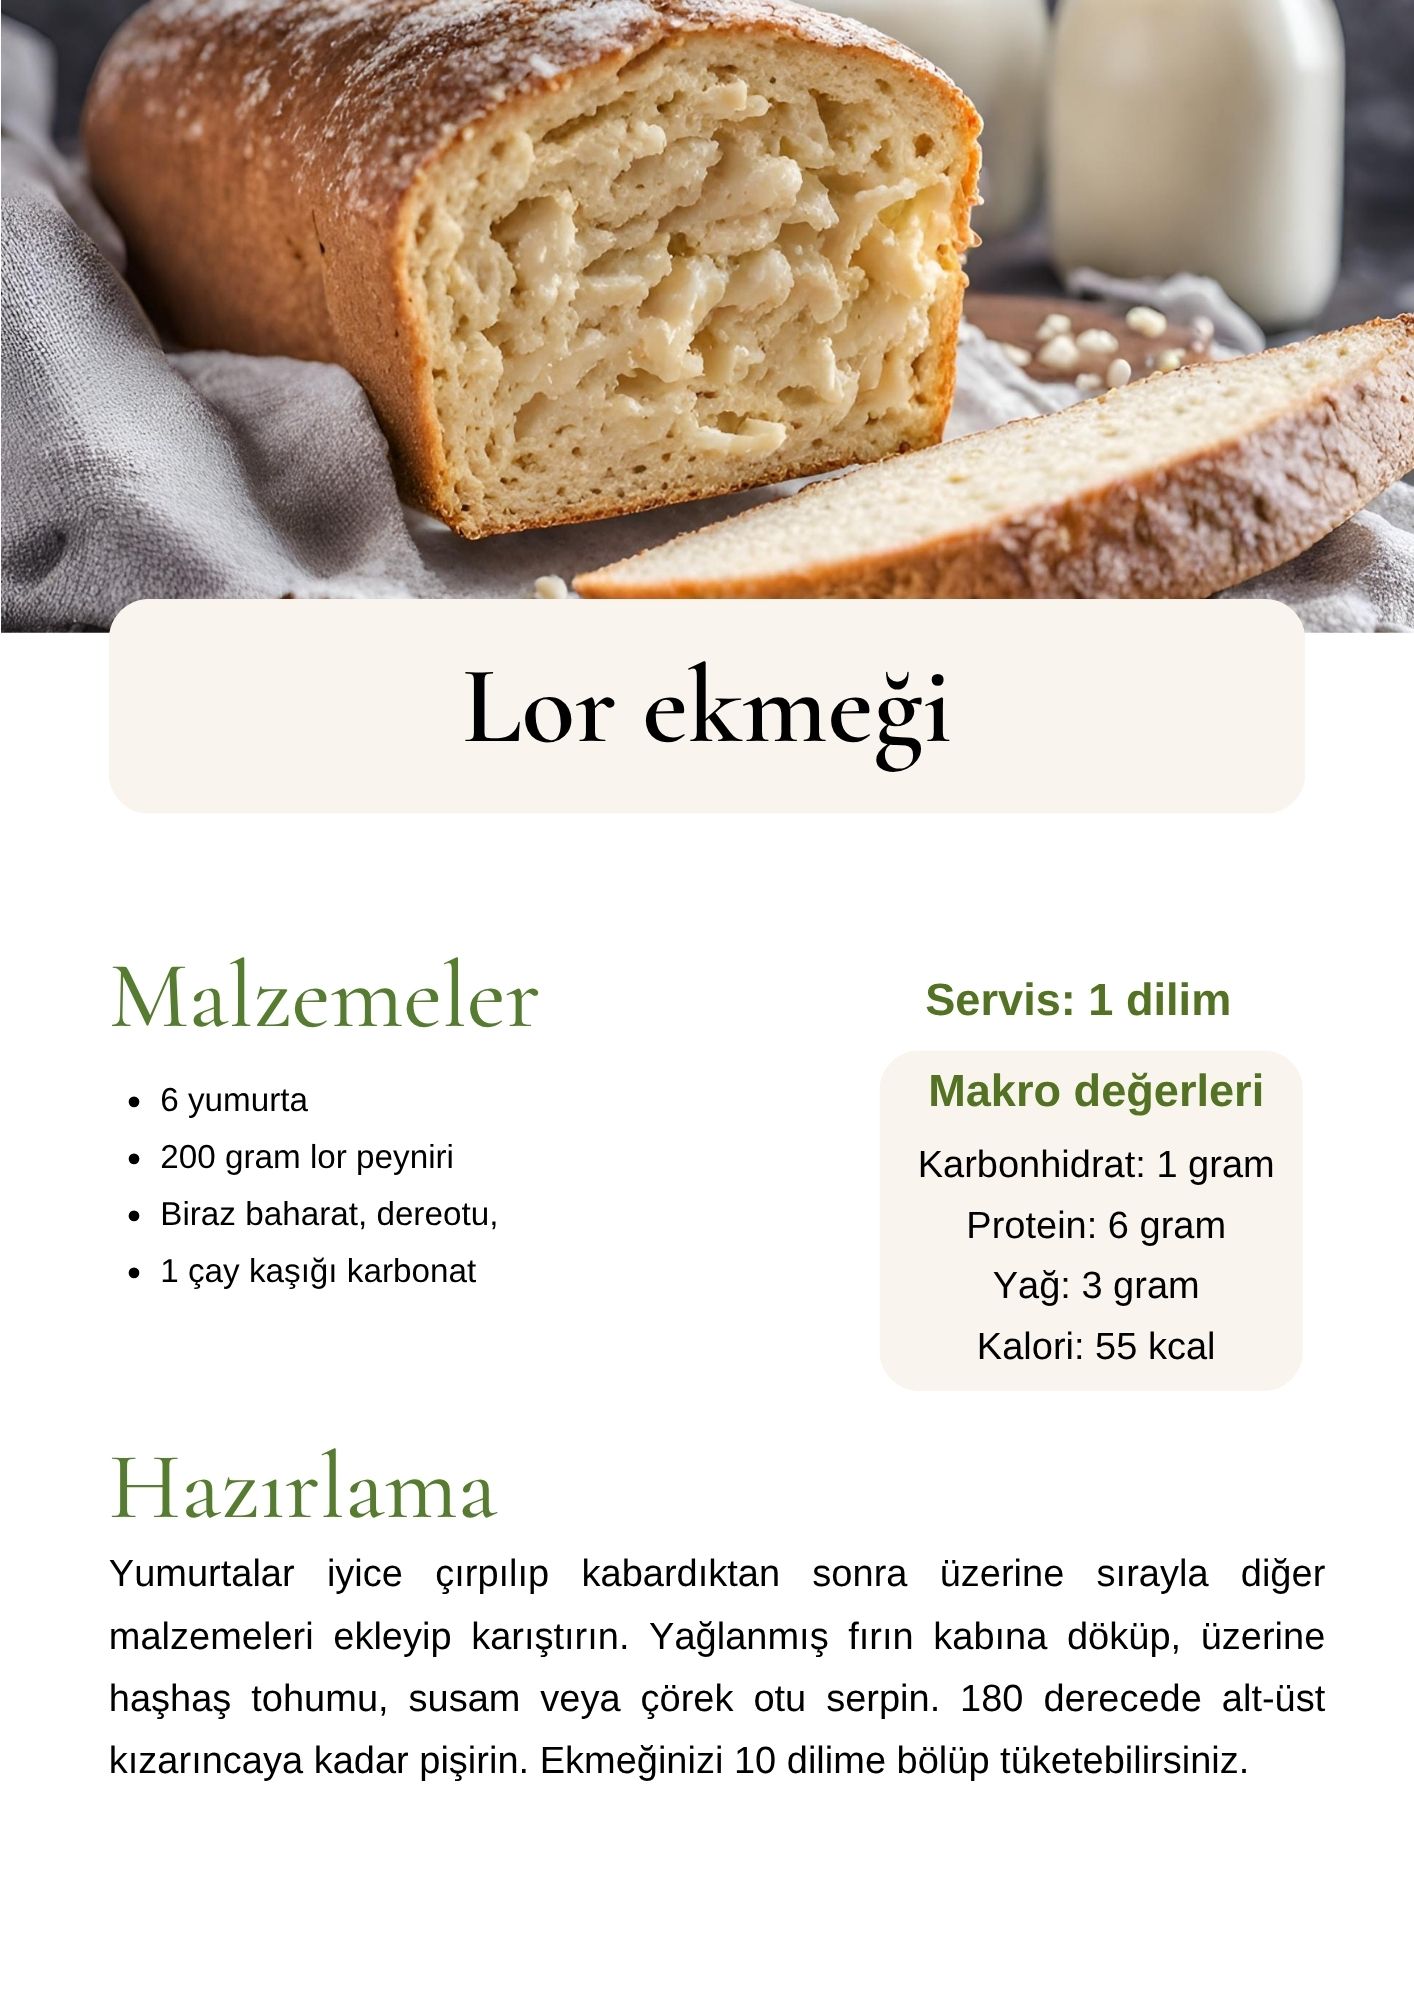 Lor ekmeği
Malzemeler
6 yumurta
200 gram lor peyniri
Biraz baharat, dereotu,
1 çay kaşığı karbonat
Servis: 1 dilim
Makro değerleri
Karbonhidrat: 1 gram
Protein: 6 gram
Yağ: 3 gram
Kalori: 55 kcal
Hazırlama
Yumurtalar iyice çırpılıp kabardıktan sonra üzerine sırayla diğer
malzemeleri ekleyip karıştırın. Yağlanmış fırın kabına döküp, üzerine
haşhaş tohumu, susam veya çörek otu serpin. 180 derecede alt-üst
kızarıncaya kadar pişirin. Ekmeğinizi 10 dilime bölüp tüketebilirsiniz.